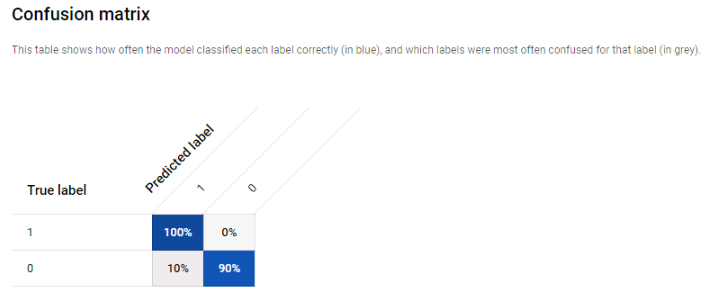 Confusion matrix
This table shows how often the model classified each label correctly (in blue), and which labels were most often confused for that label (in grey).
Predicted label
True label
1
0
1
100%
0%
0
10%
90%